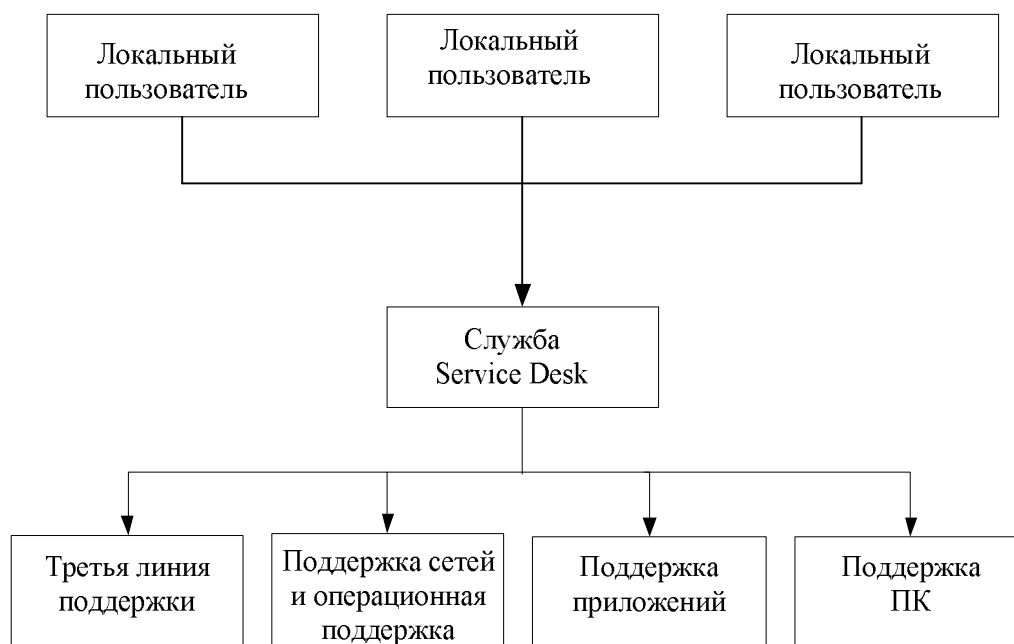 Локальный
пользователь
Локальный
пользователь
Локальный
пользователь
Служба
Service Desk
Третья линия
поддержки
Поддержка сетей
и операционная
поддержка
Поддержка
приложений
Поддержка
ПК